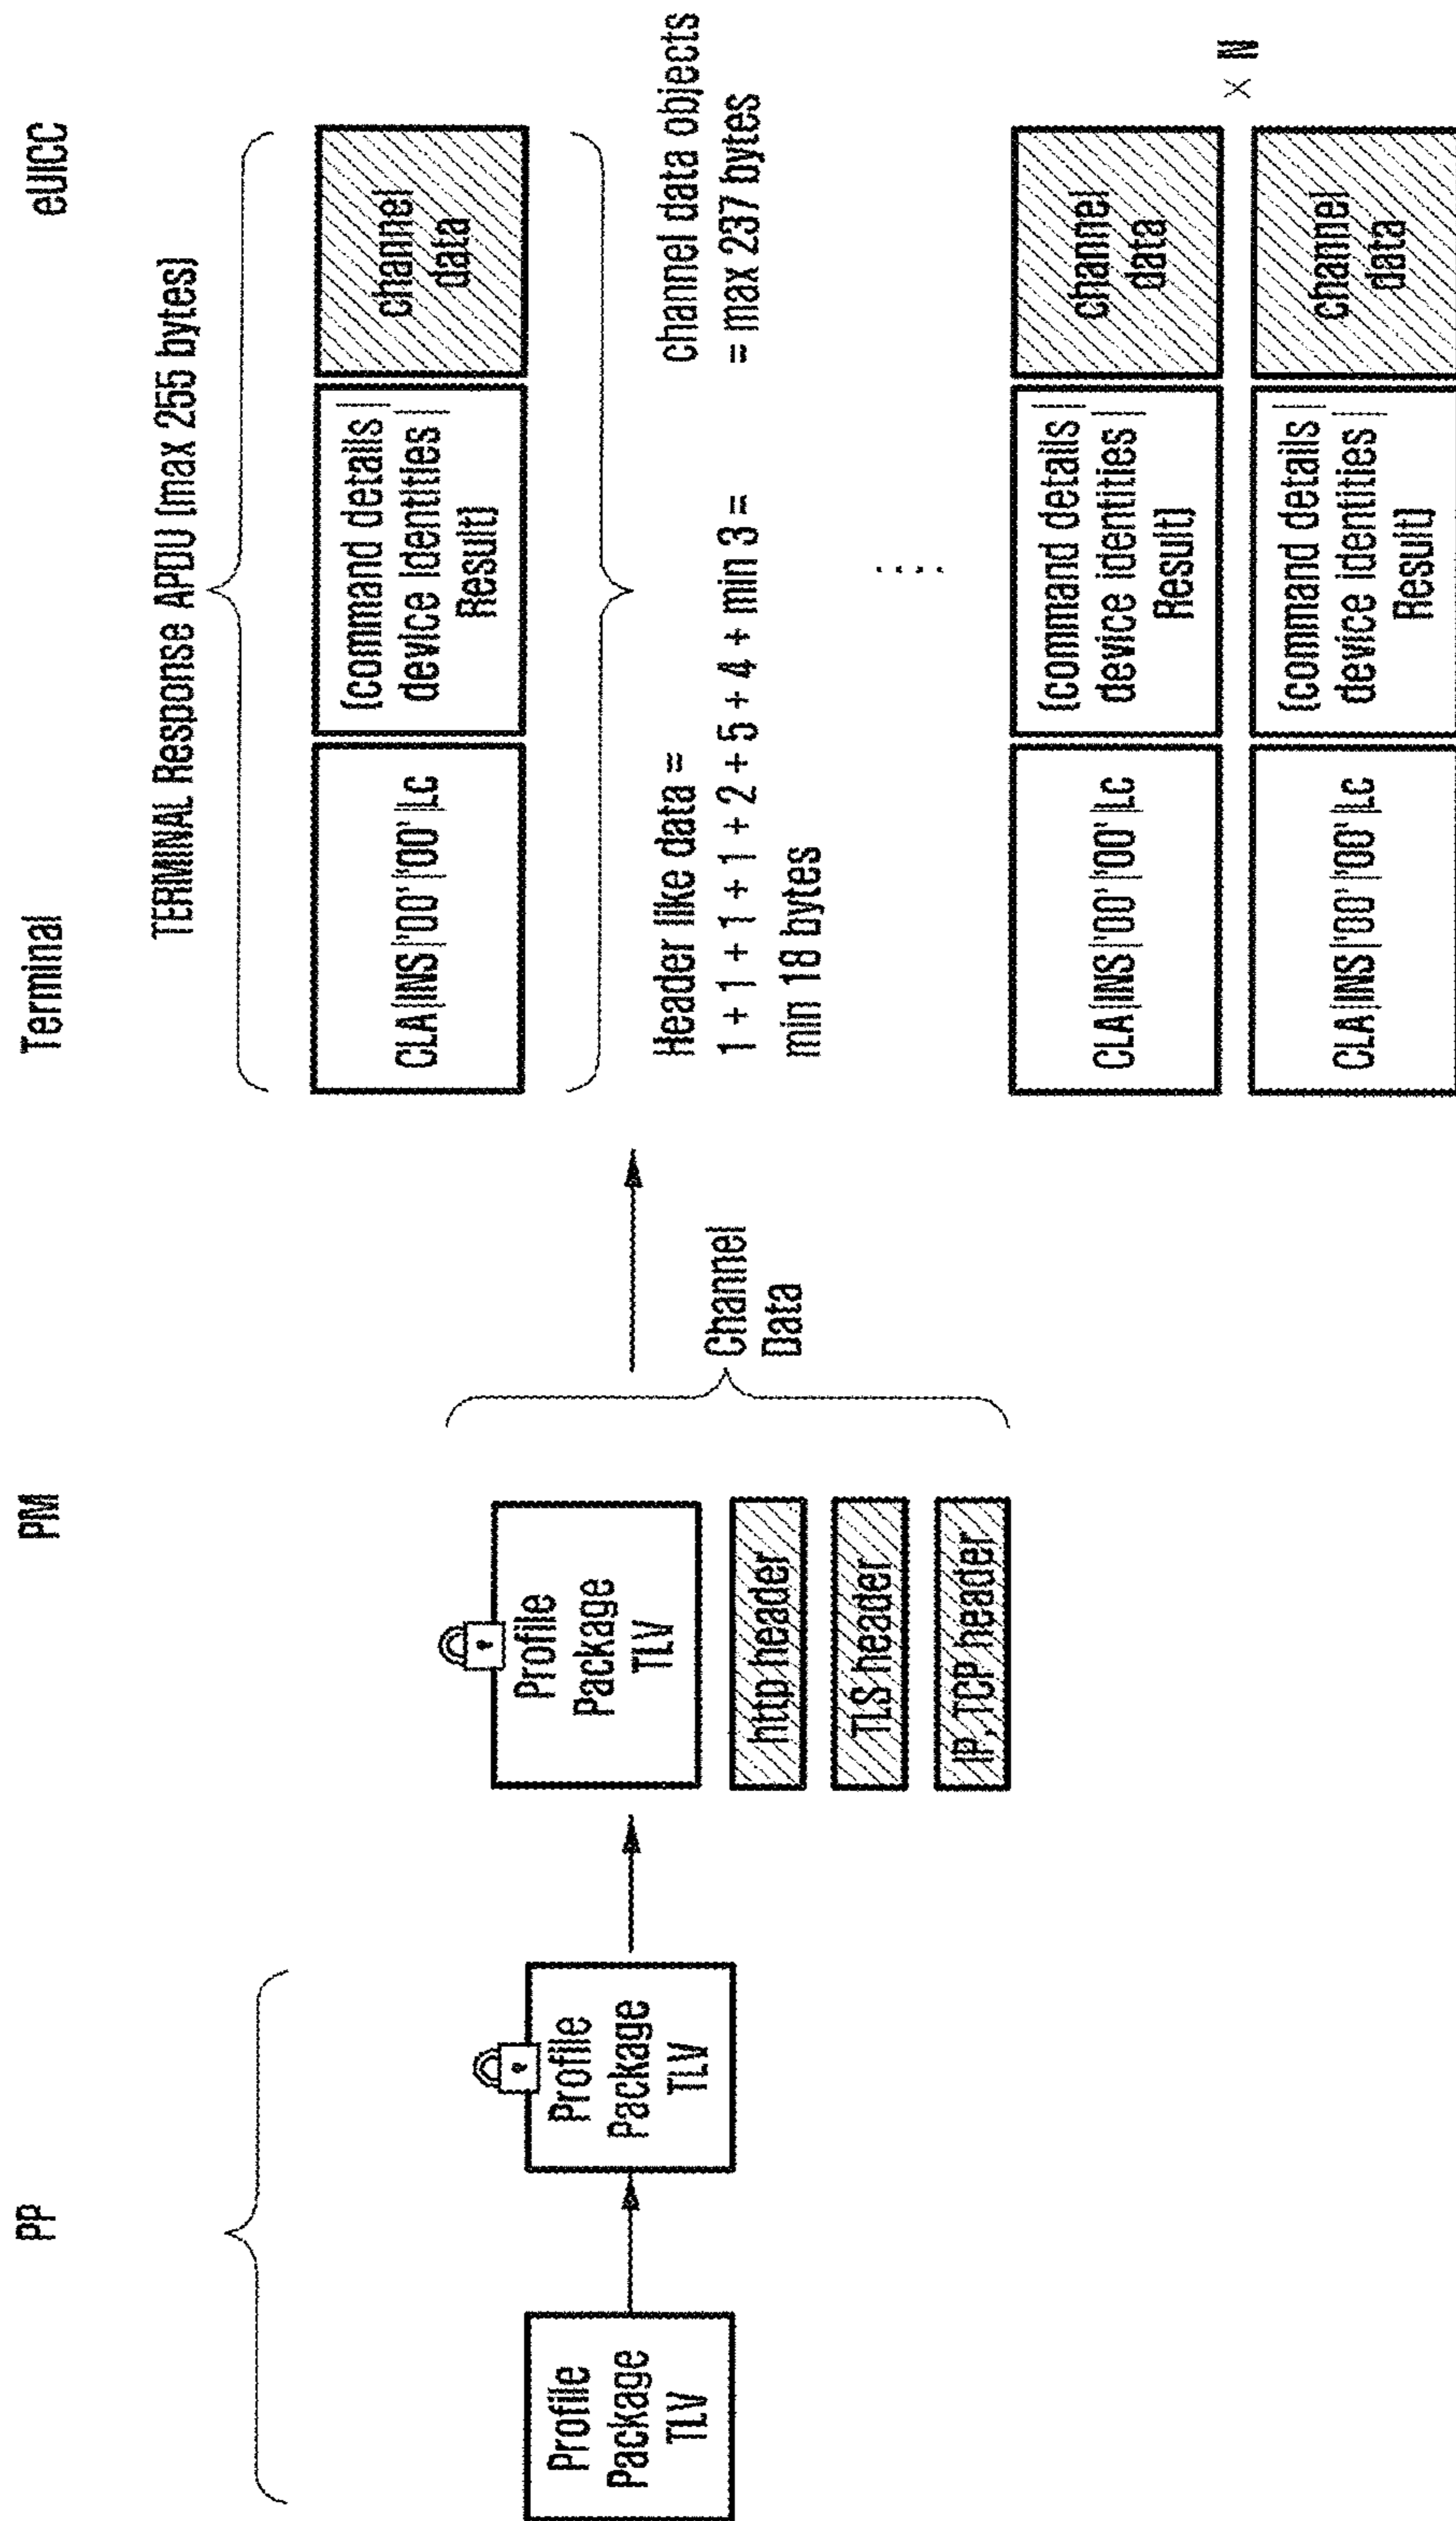 PP
PM
Terminal
eUICC
Profile
Package
TLV
Profile
Package
TLV
Profile
Package
TLV
http header
TLS header
IP, TCP header
Channel
Data
TERMINAL Response APDU (max 255 bytes)
CLA|INS|'00'|'00'|Lc
(command details |
device identities |
Result)
channel
data
Header like data =
1 + 1 + 1 + 1 + 2 + 5 + 4 + min 3 =
min 18 bytes
channel data objects
= max 237 bytes
....
CLA|INS|'00'|'00'|Lc
(command details |
device identities |
Result)
channel
data
× N
CLA|INS|'00'|'00'|Lc
(command details |
device identities |
Result)
channel
data